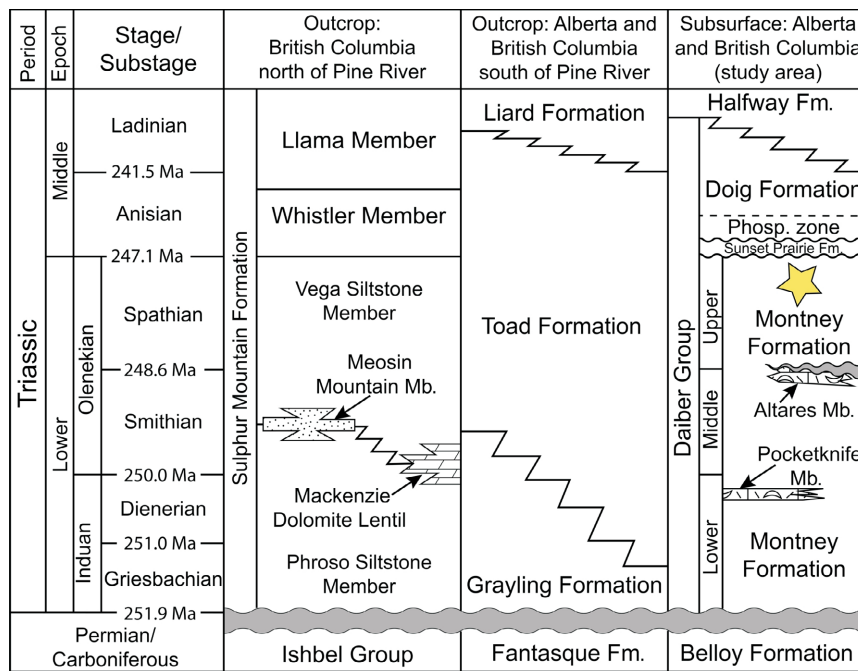 Period
Epoch
Stage/
Substage
Outcrop:
British Columbia
north of Pine River
Outcrop: Alberta and
British Columbia
south of Pine River
Subsurface: Alberta
and British Columbia
(study area)
Triassic
Middle
Lower
Olenekian
Induan
Ladinian
241.5 Ma
Anisian
247.1 Ma
Spathian
248.6 Ma
Smithian
250.0 Ma
Dienerian
251.0 Ma
Griesbachian
251.9 Ma
Permian/
Carboniferous
Sulphur Mountain Formation
Llama Member
Whistler Member
Vega Siltstone
Member
Meosin
Mountain Mb.
Mackenzie
Dolomite Lentil
Phroso Siltstone
Member
Ishbel Group
Liard Formation
Toad Formation
Grayling Formation
Fantasque Fm.
Daiber Group
Halfway Fm.
Doig Formation
Phosp. zone
Sunset Prairie Fm.
Upper
Middle
Lower
Montney
Formation
Altares Mb.
Pocketknife
Mb.
Montney
Formation
Belloy Formation